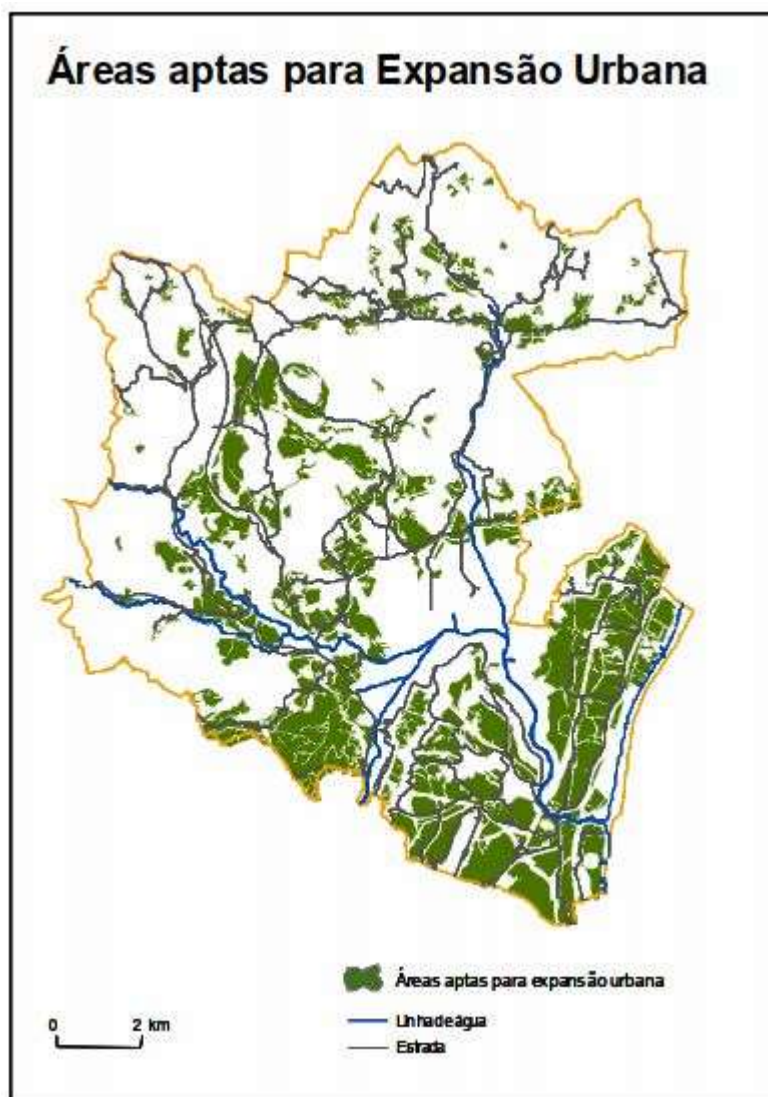 Áreas aptas para Expansão Urbana
Áreas aptas para expansão urbana
Linha de água
Estrada
0 2 km